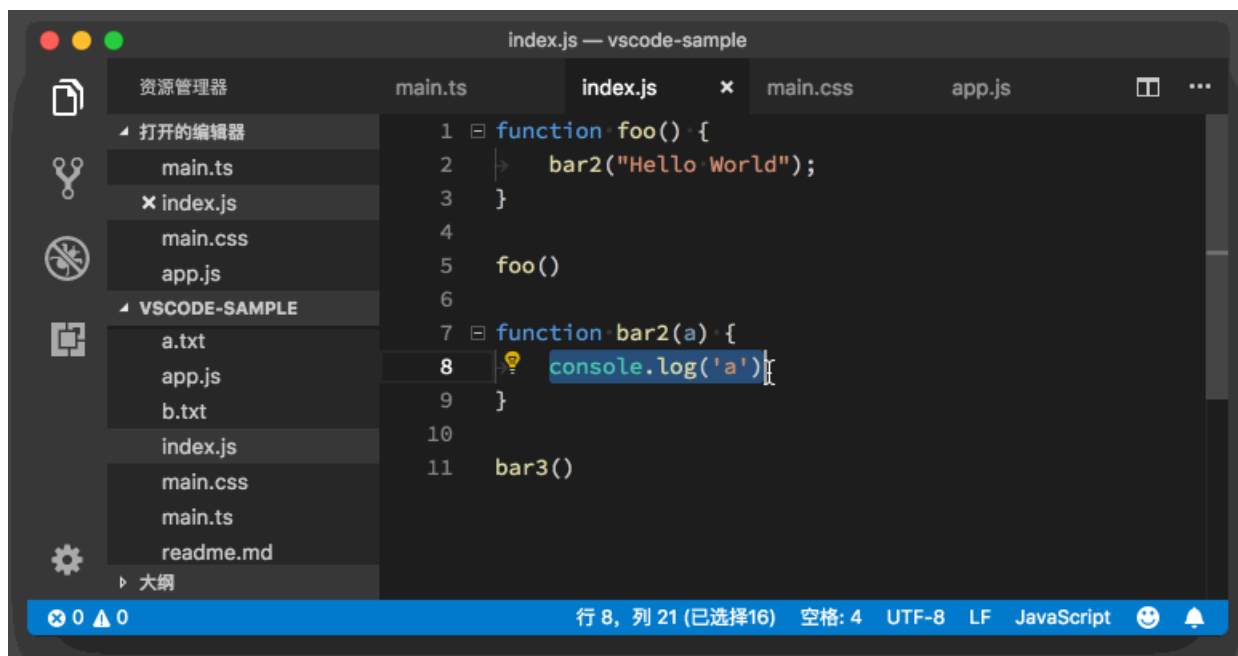 index.js — vscode-sample
资源管理器
main.ts
index.js
main.css
app.js
打开的编辑器
main.ts
index.js
main.css
app.js
VSCODE-SAMPLE
a.txt
app.js
b.txt
index.js
main.css
main.ts
readme.md
大纲
1 function foo() {
2 bar2("Hello World");
3 }
4
5 foo()
6
7 function bar2(a) {
8 console.log('a')
9 }
10
11 bar3()
0 0 行 8，列 21 (已选择16) 空格: 4 UTF-8 LF JavaScript